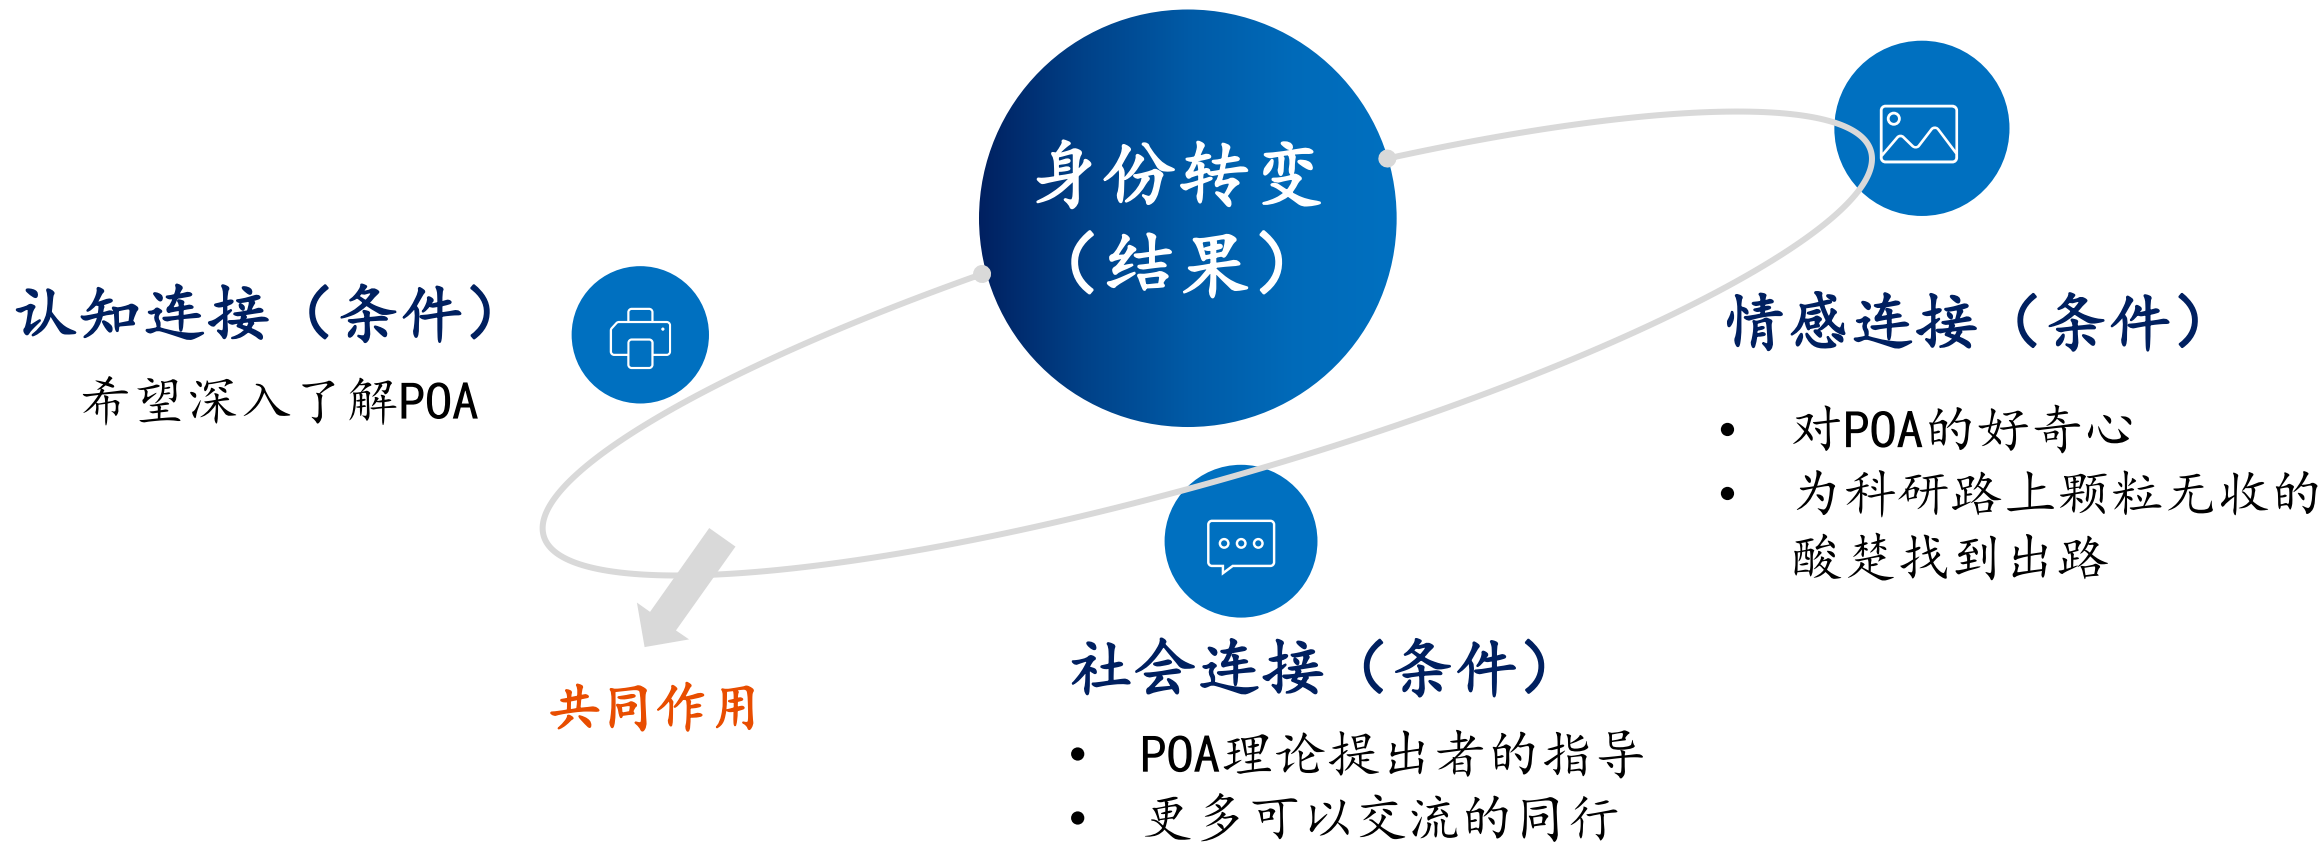 身份转变
（结果）
认知连接（条件）
希望深入了解POA
情感连接（条件）
• 对POA的好奇心
• 为科研路上颗粒无收的
酸楚找到出路
社会连接（条件）
• POA理论提出者的指导
• 更多可以交流的同行
共同作用